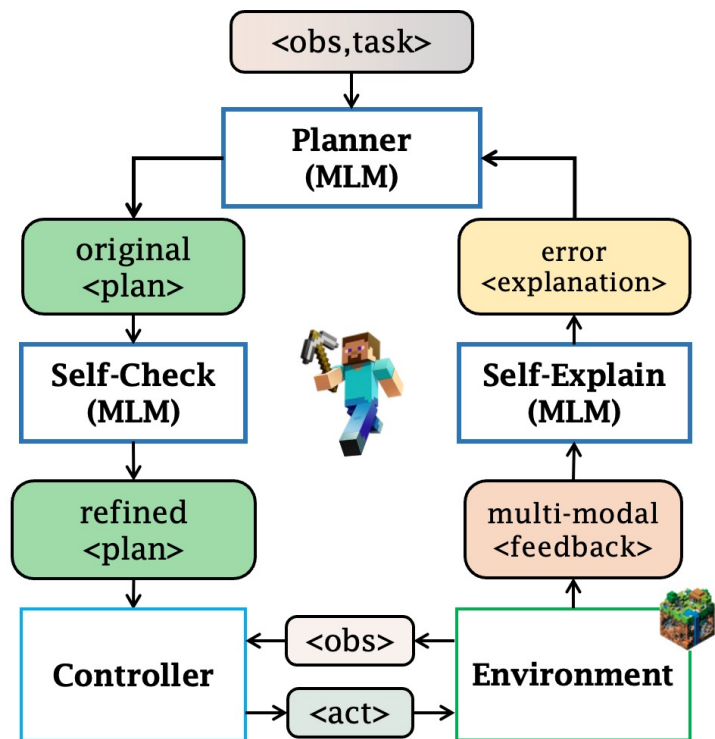 <obs,task>
Planner
(MLM)
original
<plan>
error
<explanation>
Self-Check
(MLM)
Self-Explain
(MLM)
refined
<plan>
multi-modal
<feedback>
Controller
<obs>
<act>
Environment